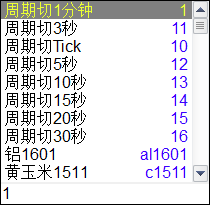 周期切1分钟 1
周期切3秒 11
周期切Tick 10
周期切5秒 12
周期切10秒 13
周期切15秒 14
周期切20秒 15
周期切30秒 16
铝1601 al1601
黄玉米1511 c1511
1